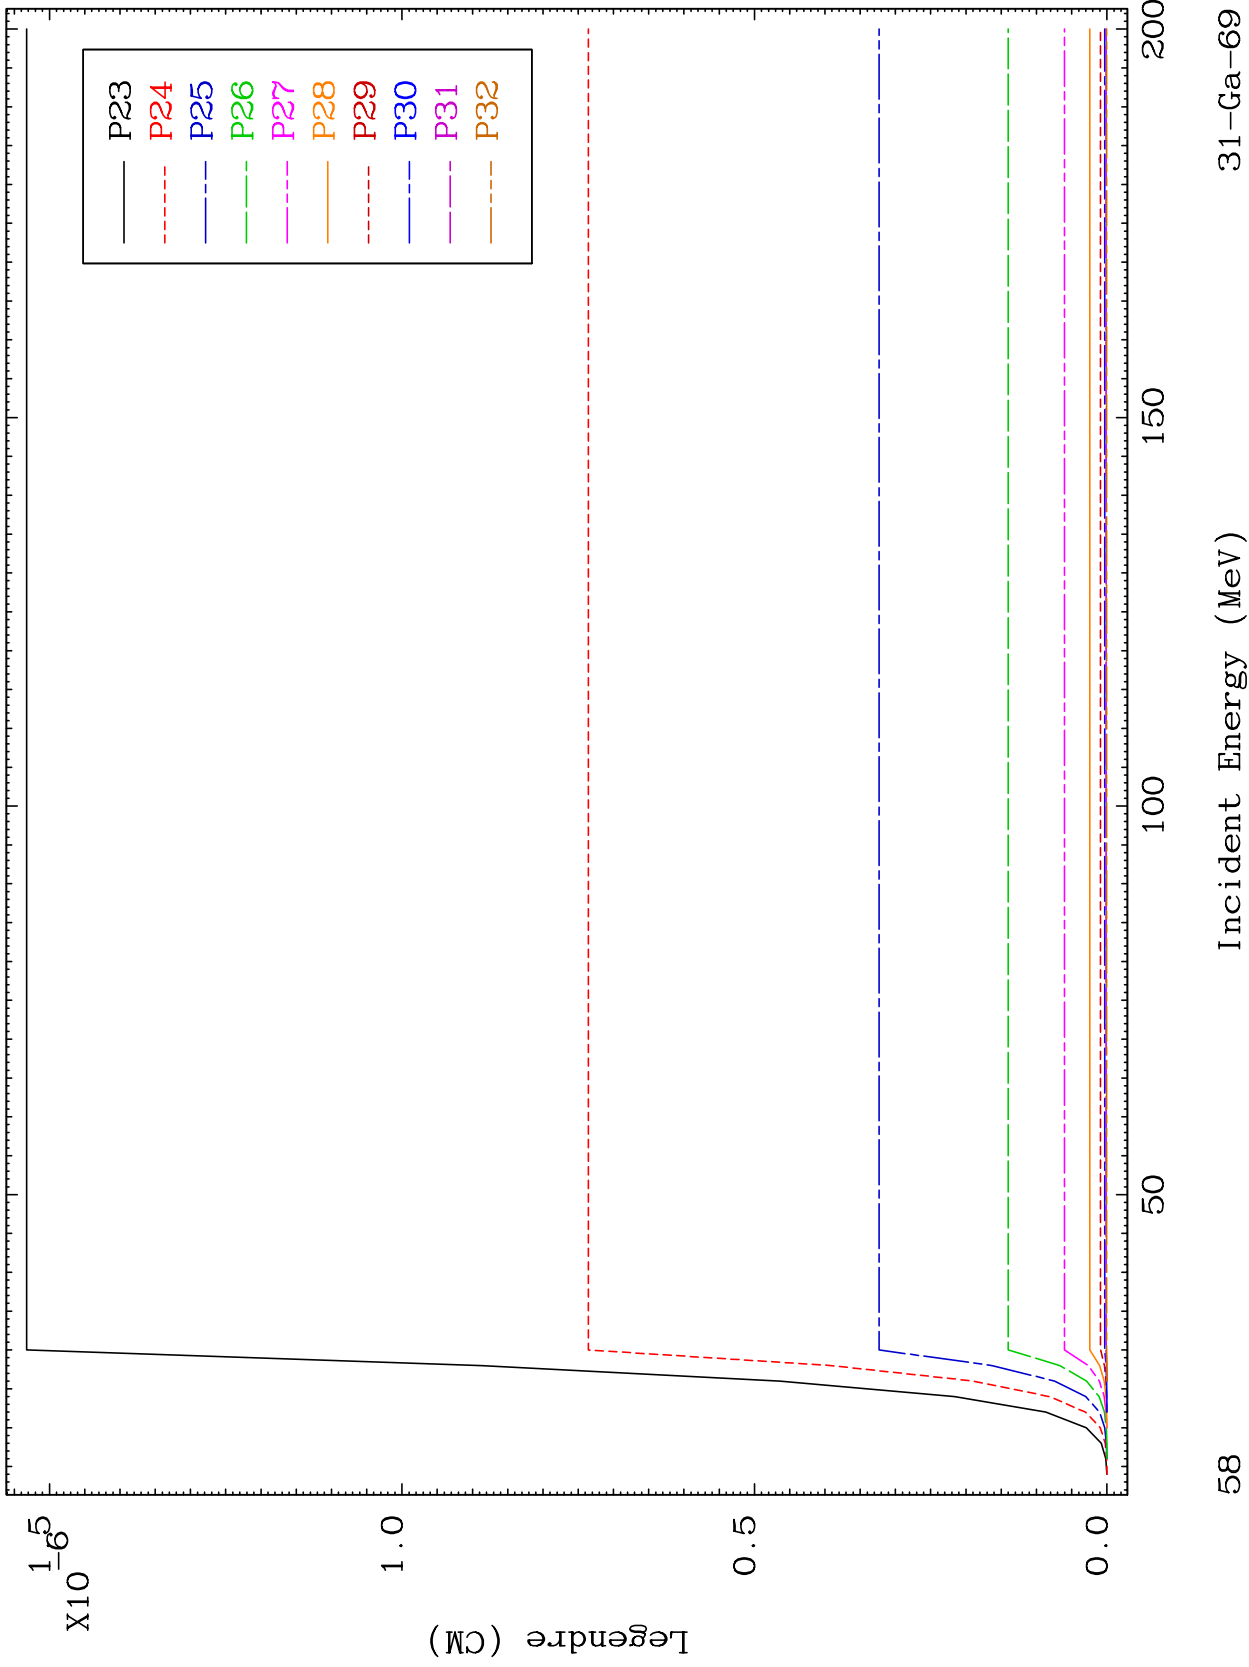 X10
-6
1.5
1.0
0.5
0.0
Legendre (CM)
P23
P24
P25
P26
P27
P28
P29
P30
P31
P32
50
100
150
200
Incident Energy (MeV)
58
31-Ga-69